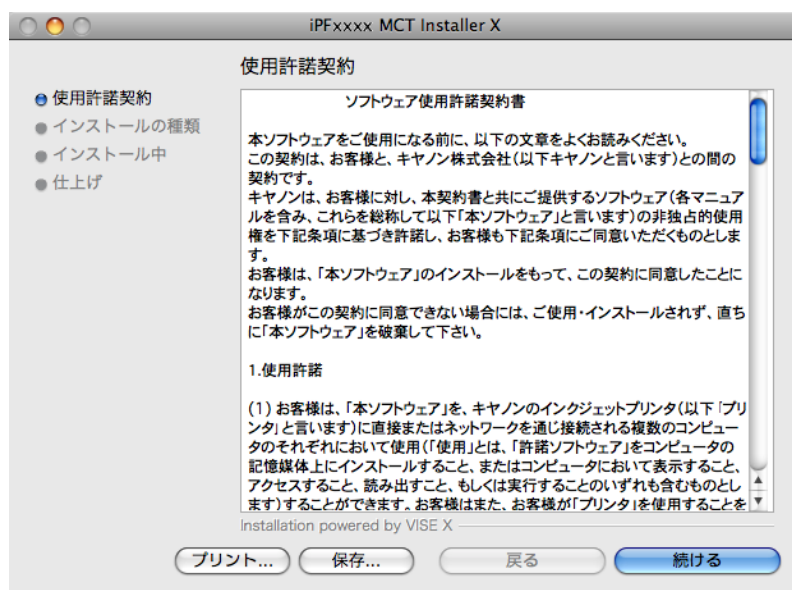 iPFxxxx MCT Installer X
使用許諾契約
使用許諾契約
インストールの種類
インストール中
仕上げ
ソフトウェア使用許諾契約書
本ソフトウェアをご使用になる前に、以下の文章をよくお読みください。
この契約は、お客様と、キヤノン株式会社(以下キヤノンと言います)との間の
契約です。
キヤノンは、お客様に対し、本契約書と共にご提供するソフトウェア(各マニュア
ルを含み、これらを総称して以下「本ソフトウェア」と言います)の非独占的使用
権を下記条項に基づき許諾し、お客様も下記条項にご同意いただくものとしま
す。
お客様は、「本ソフトウェア」のインストールをもって、この契約に同意したことに
なります。
お客様がこの契約に同意できない場合には、ご使用・インストールされず、直ち
に「本ソフトウェア」を破棄して下さい。
1.使用許諾
(1) お客様は、「本ソフトウェア」を、キヤノンのインクジェットプリンタ(以下「プリ
ンタ」と言います)に直接またはネットワークを通じ接続される複数のコンピュー
タのそれぞれにおいて使用(「使用」とは、「許諾ソフトウェア」をコンピュータの
記憶媒体上にインストールすること、またはコンピュータにおいて表示すること、
アクセスすること、読み出すこと、もしくは実行することのいずれも含むものとし
ます)することができます。お客様はまた、お客様が「プリンタ」を使用することを
Installation powered by VISE X
プリント...
保存...
戻る
続ける